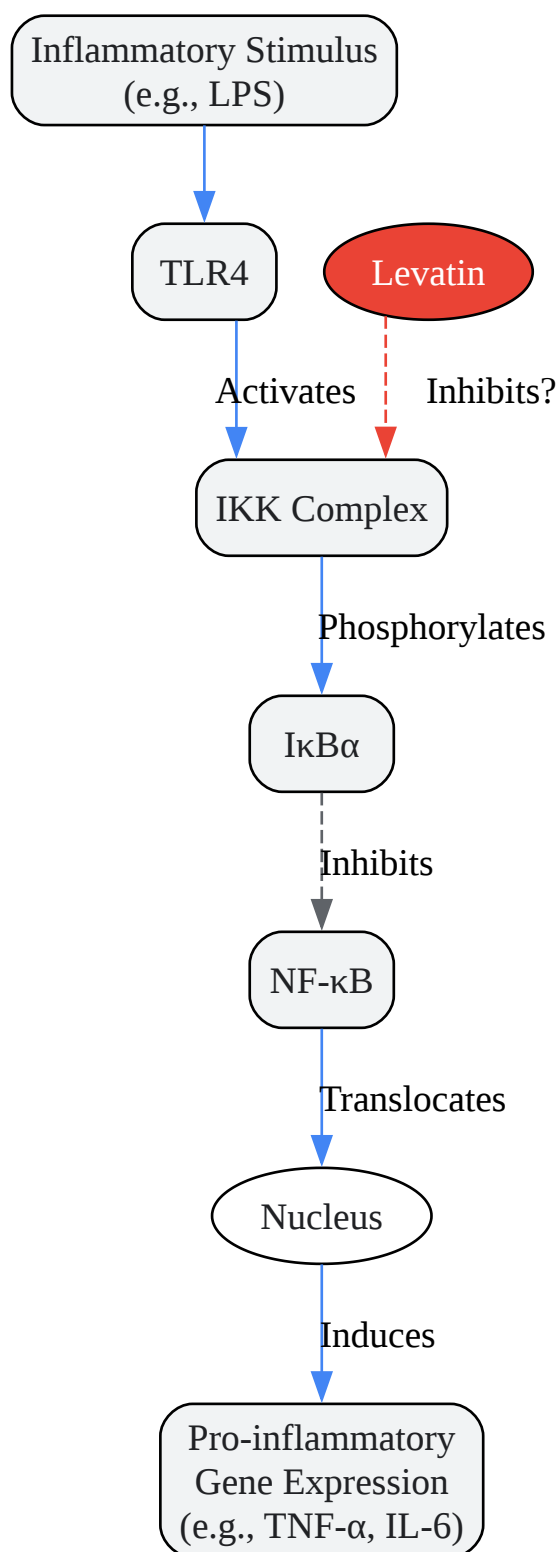 Inflammatory Stimulus
(e.g., LPS)
TLR4
Levatin
Activates
Inhibits?
IKK Complex
Phosphorylates
IκBα
Inhibits
NF-κB
Translocates
Nucleus
Induces
Pro-inflammatory
Gene Expression
(e.g., TNF-α, IL-6)